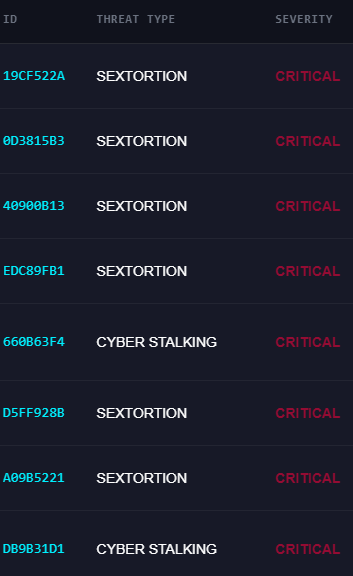 ID THREAT TYPE SEVERITY
19CF522A SEXTORTION CRITICAL
0D3815B3 SEXTORTION CRITICAL
40900B13 SEXTORTION CRITICAL
EDC89FB1 SEXTORTION CRITICAL
660B63F4 CYBER STALKING CRITICAL
D5FF928B SEXTORTION CRITICAL
A09B5221 SEXTORTION CRITICAL
DB9B31D1 CYBER STALKING CRITICAL